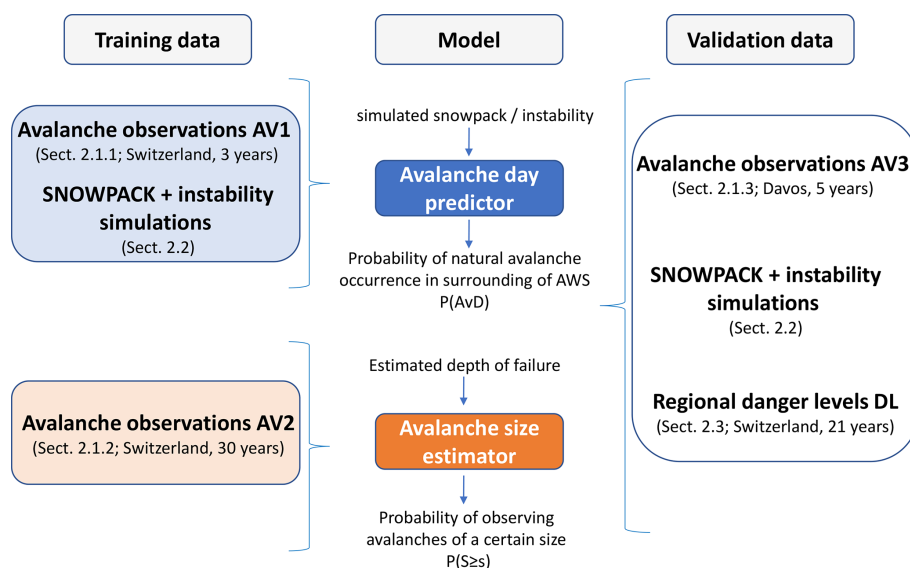 Training data
Model
Validation data
Avalanche observations AV1
(Sect. 2.1.1; Switzerland, 3 years)
SNOWPACK + instability
simulations
(Sect. 2.2)
simulated snowpack / instability
Avalanche day
predictor
Probability of natural avalanche
occurrence in surrounding of AWS
P(AvD)
Avalanche observations AV3
(Sect. 2.1.3; Davos, 5 years)
SNOWPACK + instability
simulations
(Sect. 2.2)
Regional danger levels DL
(Sect. 2.3; Switzerland, 21 years)
Avalanche observations AV2
(Sect. 2.1.2; Switzerland, 30 years)
Estimated depth of failure
Avalanche size
estimator
Probability of observing
avalanches of a certain size
P(S≥s)